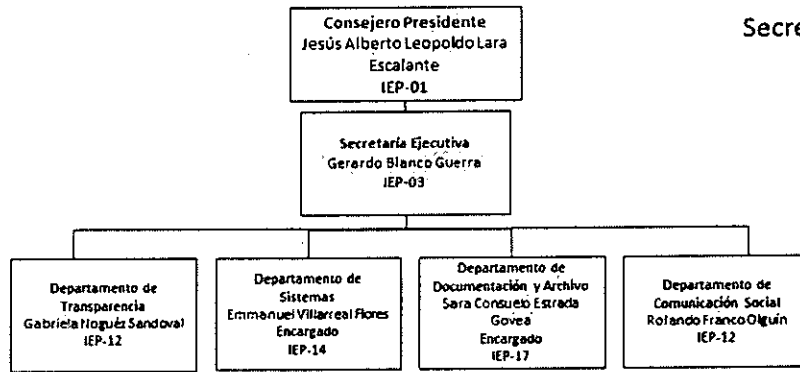 Secre
Consejero Presidente
Jesús Alberto Leopoldo Lara
Escalante
IEP-01
Secretaría Ejecutiva
Gerardo Blanco Guerra
IEP-03
Departamento de
Transparencia
Gabriela Noguéz Sandoval
IEP-12
Departamento de
Sistemas
Emmanuel Villarreal Flores
Encargado
IEP-14
Departamento de
Documentación y Archivo
Sara Consuelo Estrada
Govea
Encargado
IEP-17
Departamento de
Comunicación Social
Rolando Franco Olguín
IEP-12